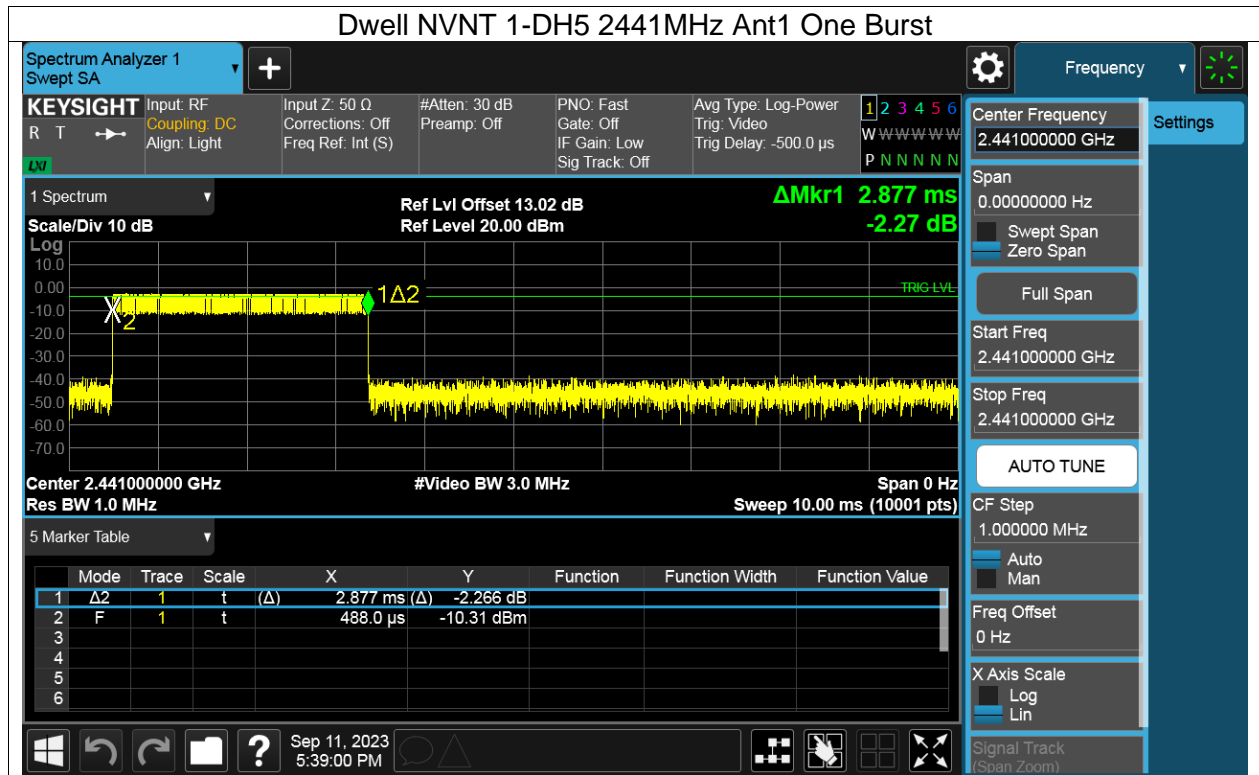 Dwell NVNT 1-DH5 2441MHz Ant1 One Burst
Spectrum Analyzer 1
Swept SA
Frequency
KEYSIGHT
R T
LXI
Input: RF
Coupling: DC
Align: Light
Input Z: 50 Ω
Corrections: Off
Freq Ref: Int (S)
#Atten: 30 dB
Preamp: Off
PNO: Fast
Gate: Off
IF Gain: Low
Sig Track: Off
Avg Type: Log-Power
Trig: Video
Trig Delay: -500.0 µs
1 2 3 4 5 6
W W W W W W
P N N N N N
1 Spectrum
Scale/Div 10 dB
Ref Lvl Offset 13.02 dB
Ref Level 20.00 dBm
ΔMkr1 2.877 ms
-2.27 dB
Log
10.0
0.00
-10.0
-20.0
-30.0
-40.0
-50.0
-60.0
-70.0
1Δ2
2
TRIG LVL
Center 2.441000000 GHz
#Video BW 3.0 MHz
Span 0 Hz
Res BW 1.0 MHz
Sweep 10.00 ms (10001 pts)
5 Marker Table
Mode Trace Scale X Y Function Function Width Function Value
1 Δ2 1 t (Δ) 2.877 ms (Δ) -2.266 dB
2 F 1 t 488.0 µs -10.31 dBm
3
4
5
6
Sep 11, 2023
5:39:00 PM
Settings
Center Frequency
2.441000000 GHz
Span
0.00000000 Hz
Swept Span
Zero Span
Full Span
Start Freq
2.441000000 GHz
Stop Freq
2.441000000 GHz
AUTO TUNE
CF Step
1.000000 MHz
Auto
Man
Freq Offset
0 Hz
X Axis Scale
Log
Lin
Signal Track
(Span Zoom)